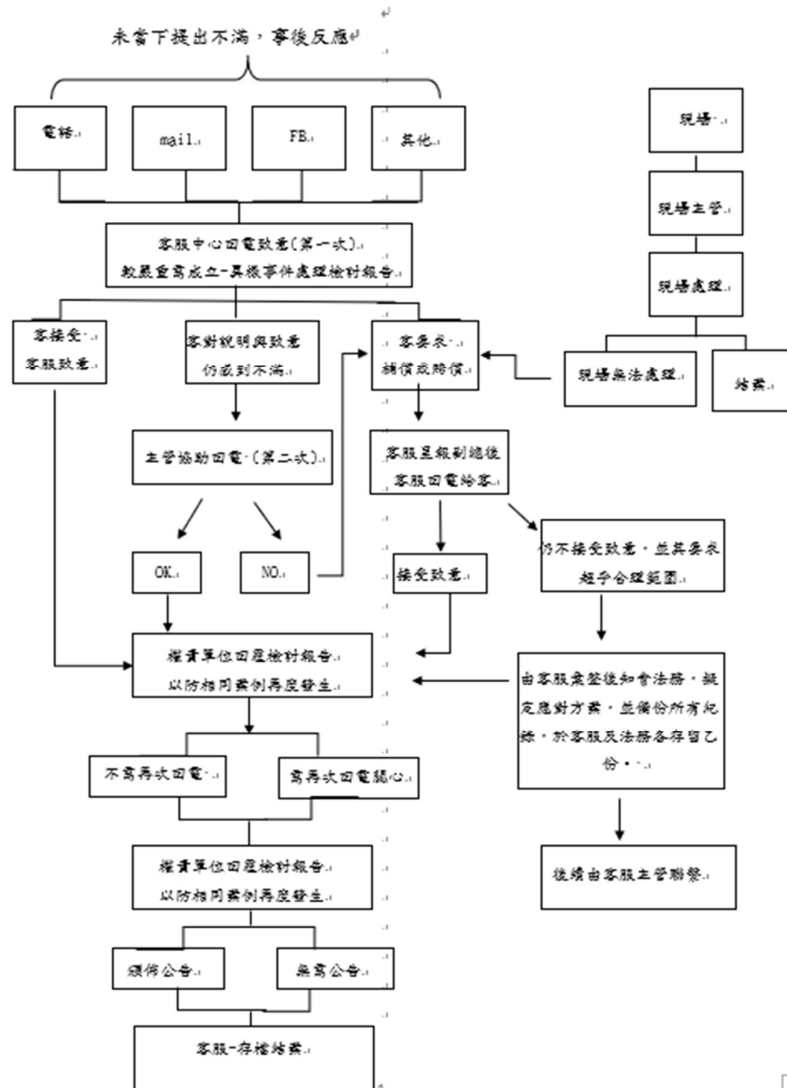 未當下提出不滿，事後反應
電話
mail
FB
其他
現場
現場主管
現場處理
現場無法處理
結案
客服中心回電致意(第一次)
較嚴重需成立-異樣事件處理檢討報告
客接受
客服致意
客對說明與致意
仍感到不滿
客要求
補償或賠償
主管協助回電(第二次)
客服呈報副總後
客服回電給客
OK
NO
接受致意
仍不接受致意，並其要求
超乎合理範圍
權責單位回覆檢討報告
以防相同案例再度發生
由客服彙整後知會法務，擬
定應對方案，並備份所有紀
錄，於客服及法務各存留乙
份。
不需再次回電
需再次回電關心
權責單位回覆檢討報告
以防相同案例再度發生
後續由客服主管聯繫
頒佈公告
無需公告
客服-存檔結案